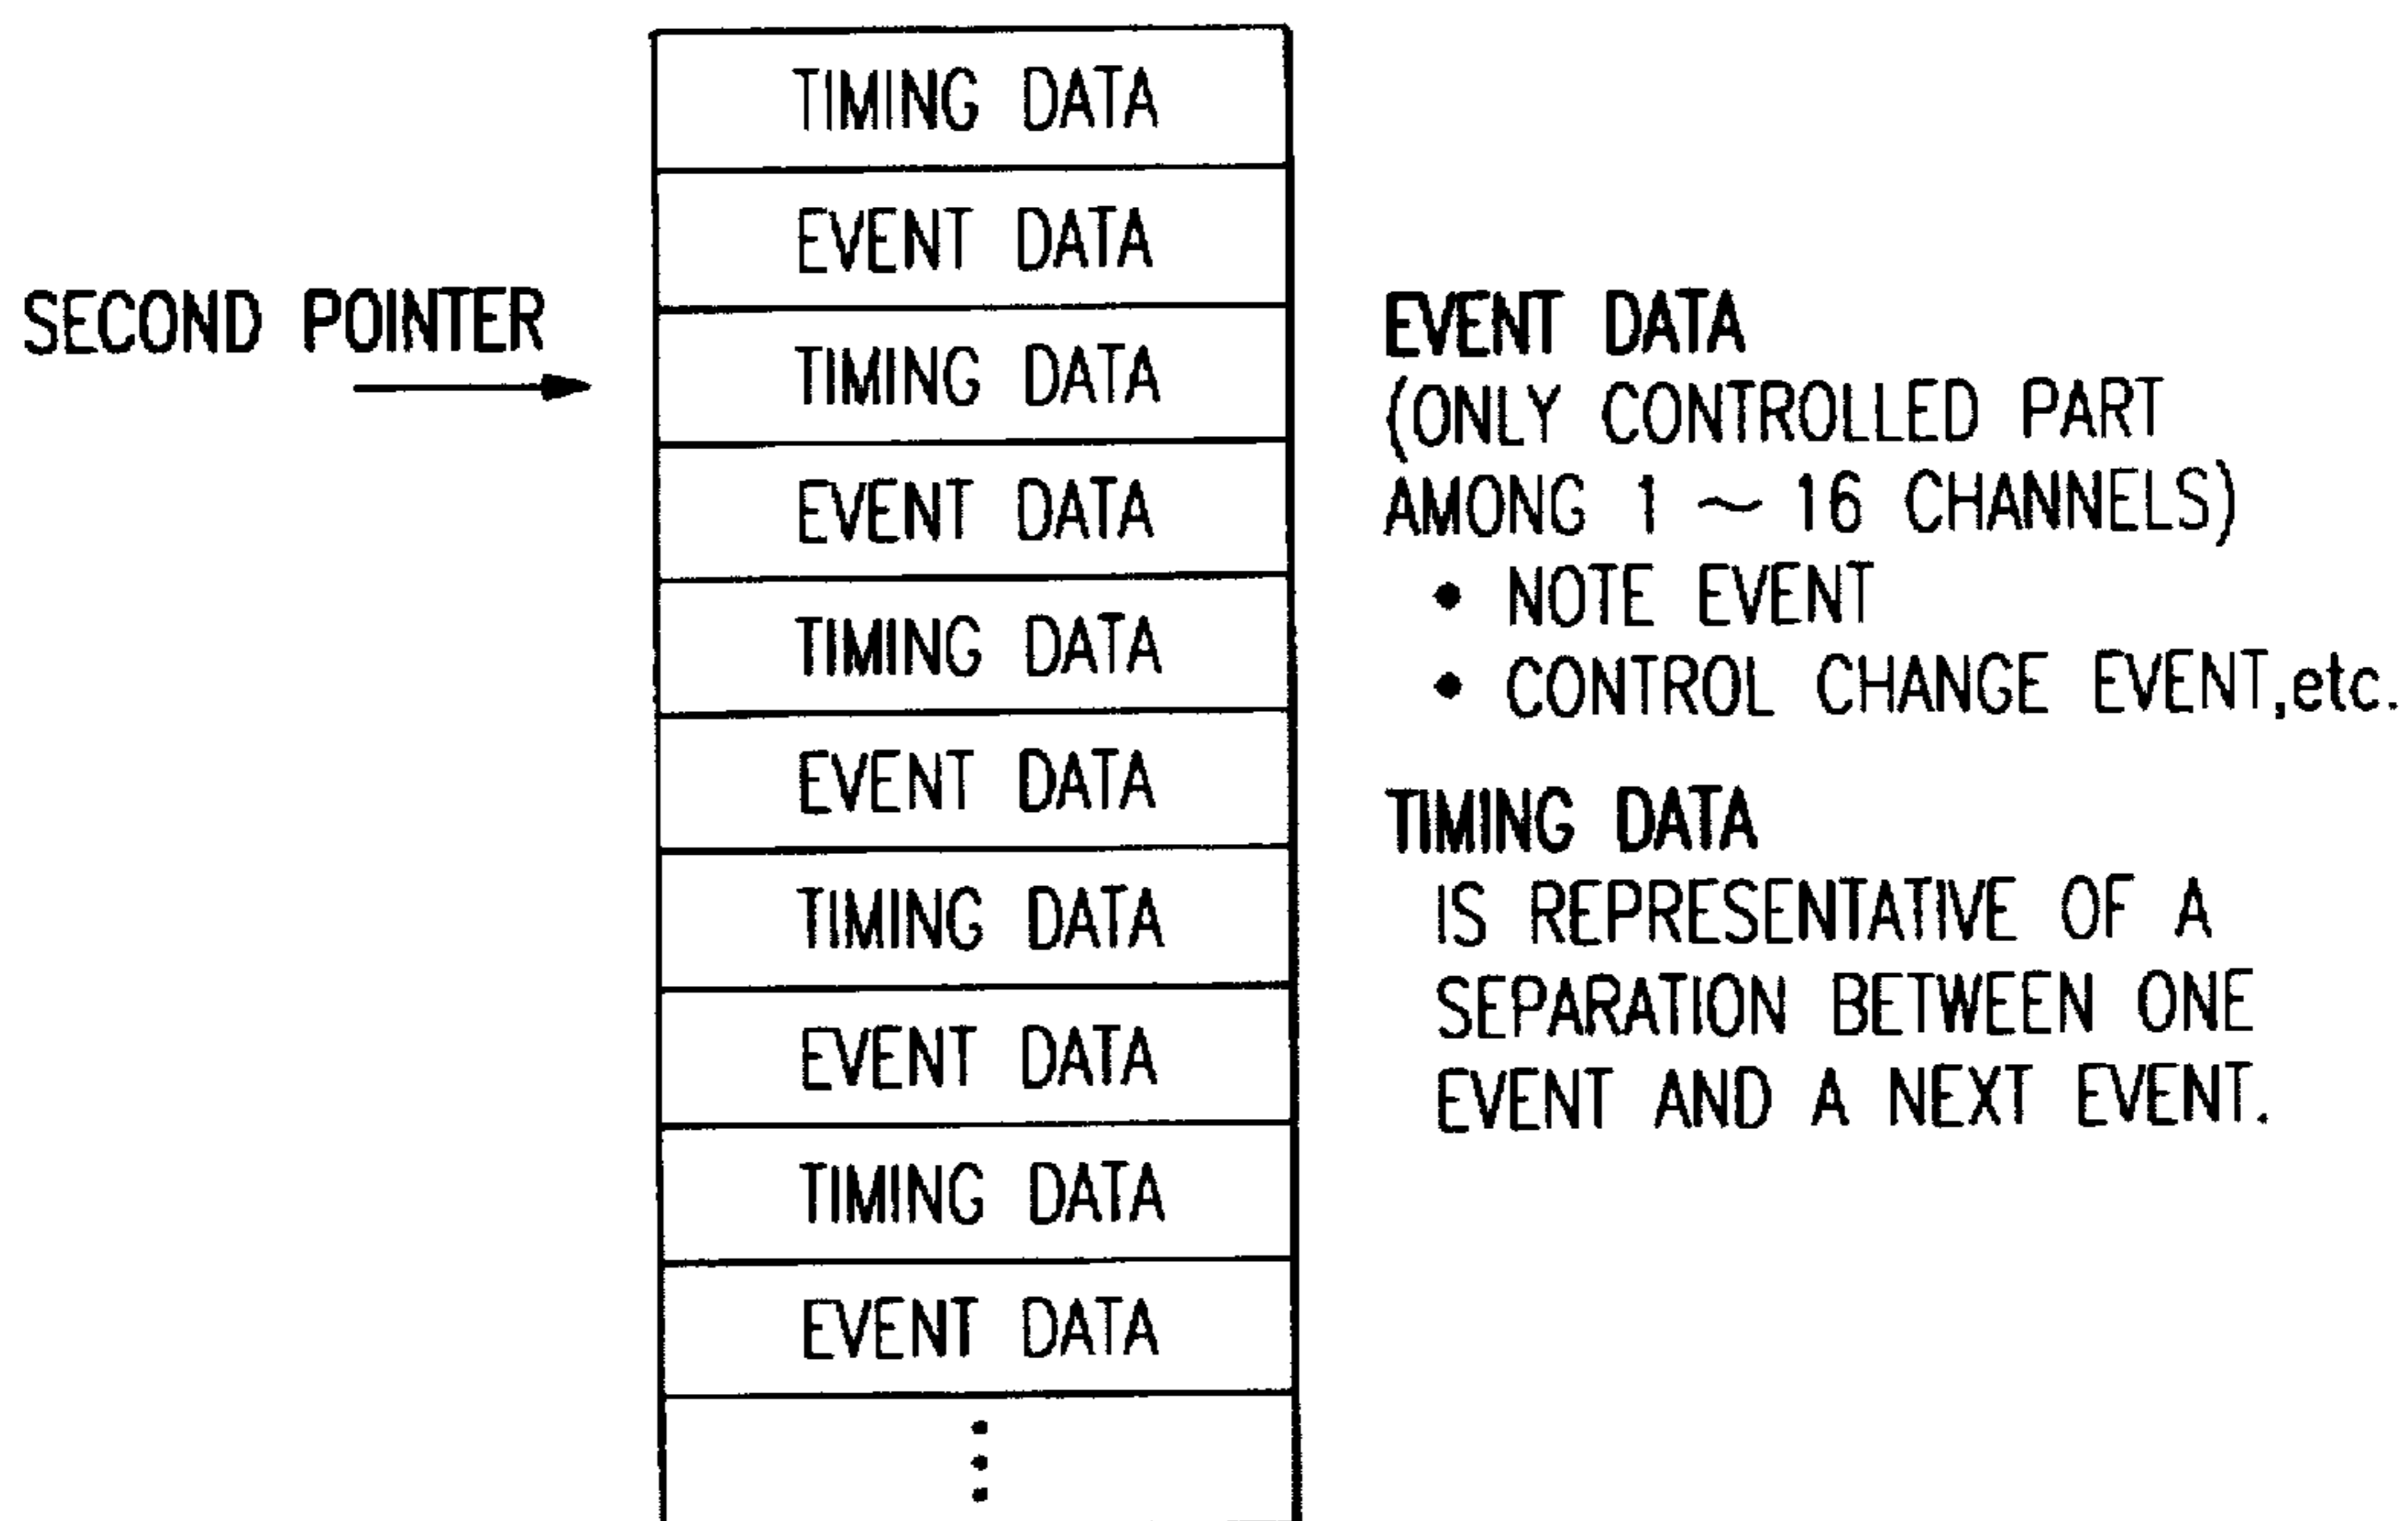 SECOND POINTER
TIMING DATA
EVENT DATA
TIMING DATA
EVENT DATA
TIMING DATA
EVENT DATA
TIMING DATA
EVENT DATA
TIMING DATA
EVENT DATA
EVENT DATA
(ONLY CONTROLLED PART
AMONG 1 ~ 16 CHANNELS)
• NOTE EVENT
• CONTROL CHANGE EVENT,etc.
TIMING DATA
IS REPRESENTATIVE OF A
SEPARATION BETWEEN ONE
EVENT AND A NEXT EVENT.